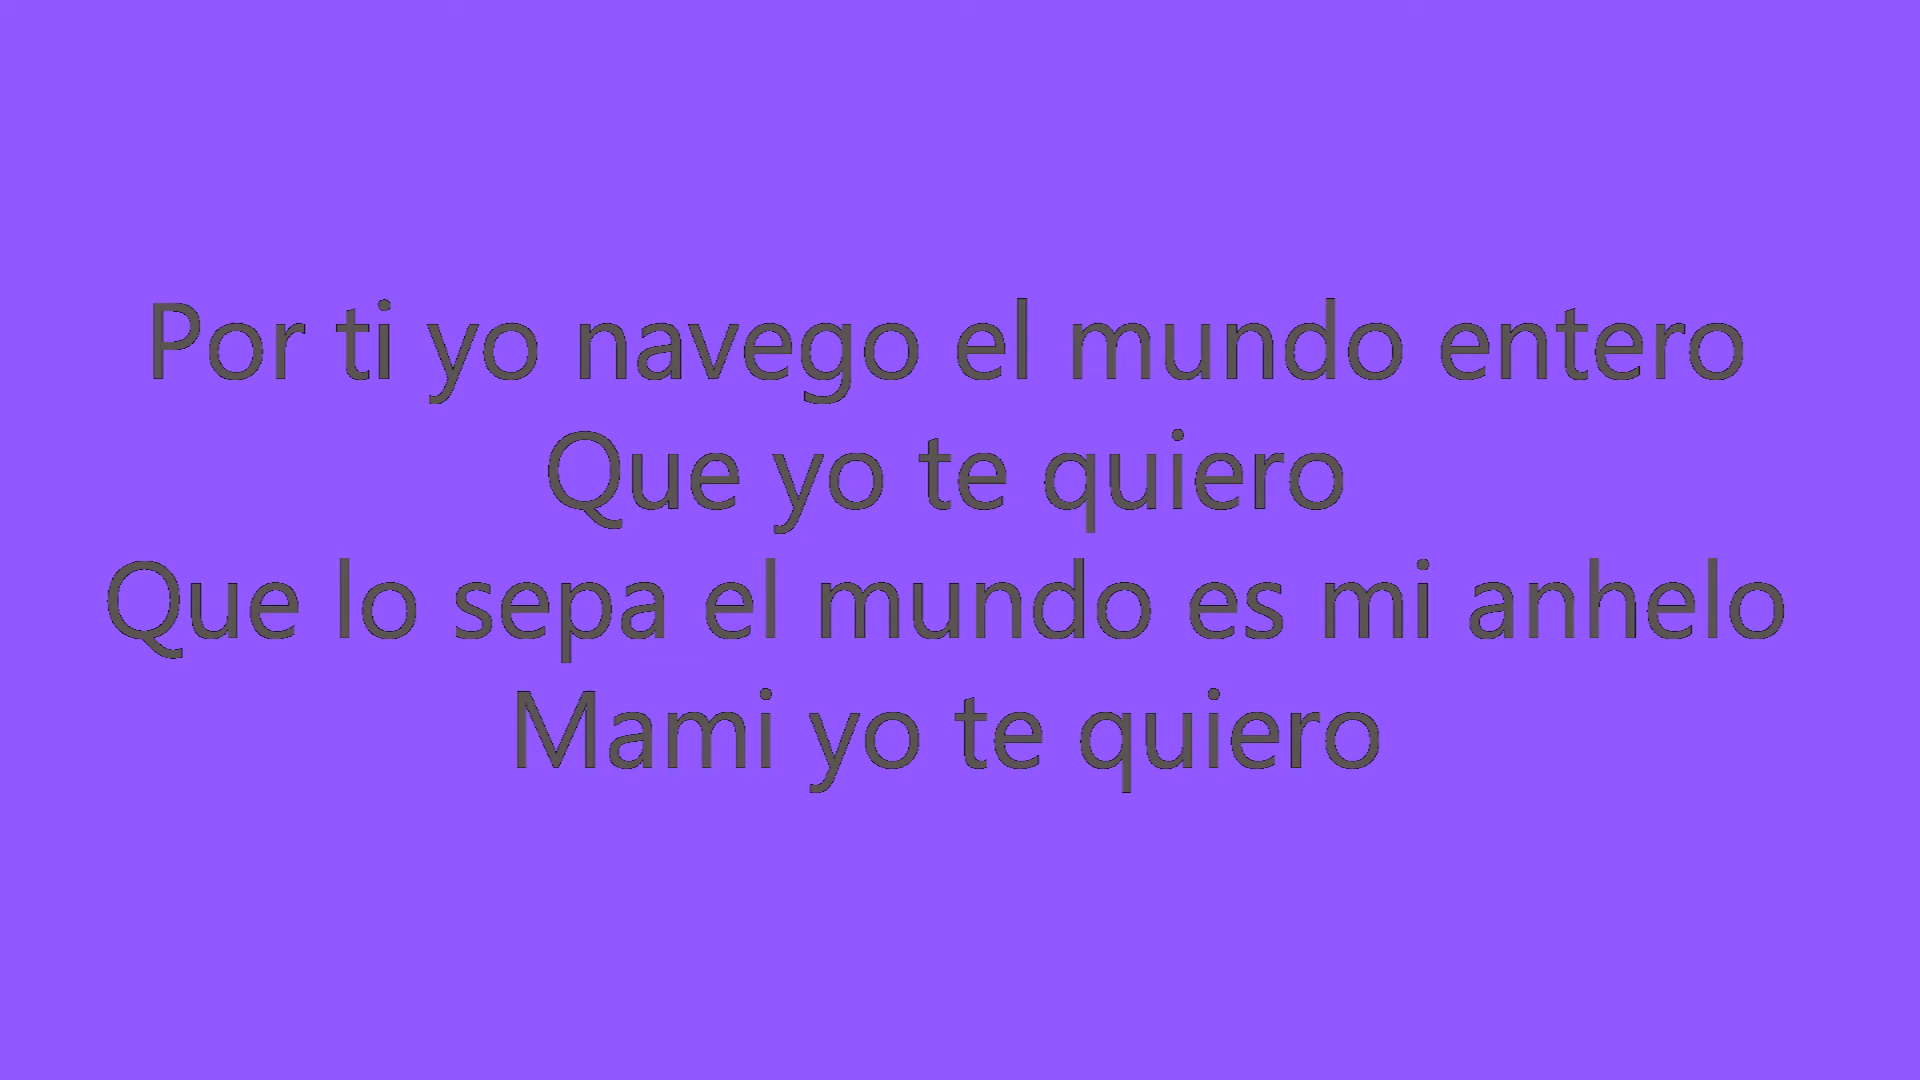 Por ti yo navego el mundo entero
Que yo te quiero
Que lo sepa el mundo es mi anhelo
Mami yo te quiero